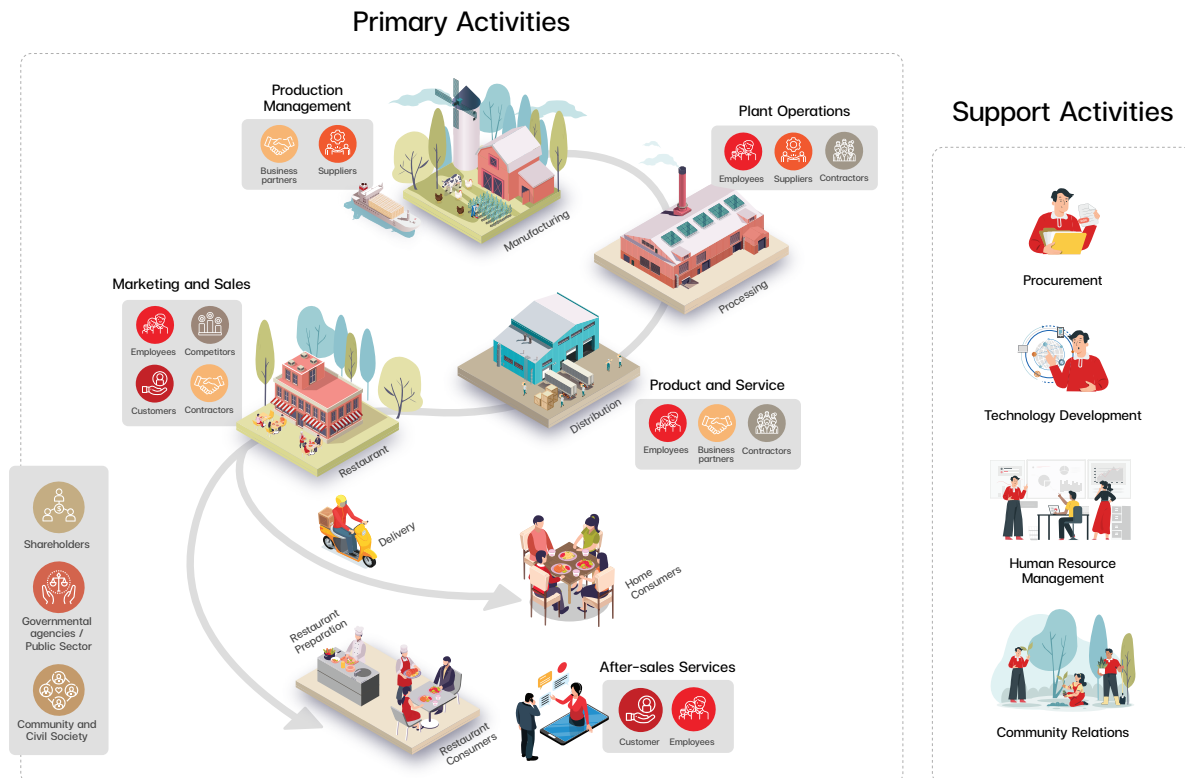 Primary Activities
Production
Management
Business
partners
Suppliers
Manufacturing
Plant Operations
Employees
Suppliers
Contractors
Processing
Marketing and Sales
Employees
Competitors
Customers
Contractors
Restaurant
Distribution
Product and Service
Employees
Business
partners
Contractors
Shareholders
Governmental
agencies /
Public Sector
Community and
Civil Society
Delivery
Home
Consumers
Restaurant
Preparation
Restaurant
Consumers
After-sales Services
Customer
Employees
Support Activities
Procurement
Technology Development
Human Resource
Management
Community Relations